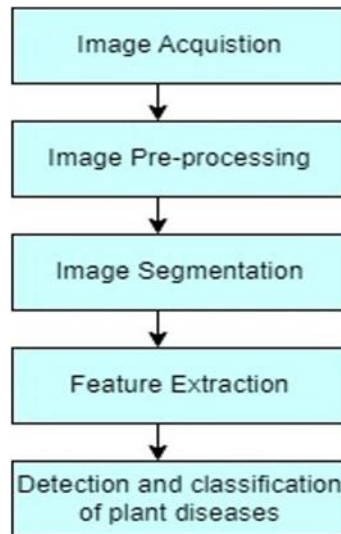 Image Acquistion
Image Pre-processing
Image Segmentation
Feature Extraction
Detection and classification
of plant diseases